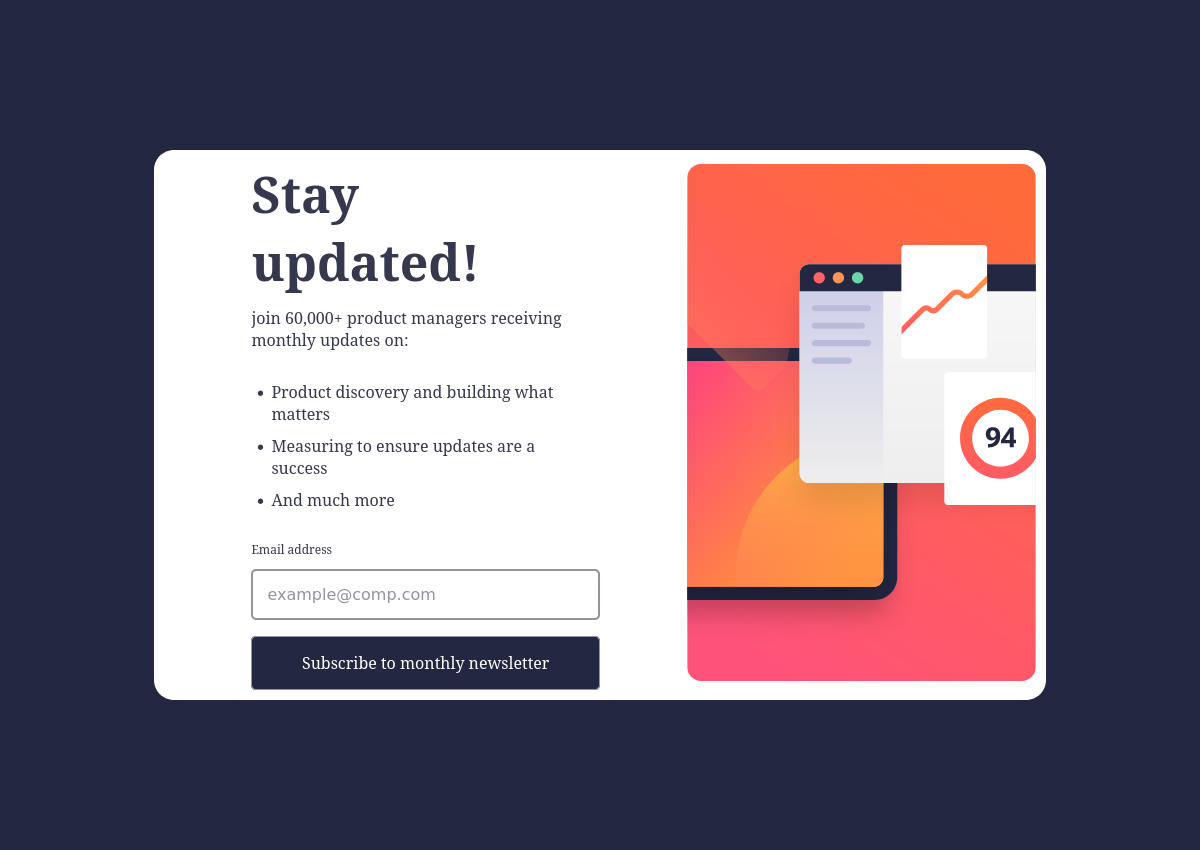 Stay
updated!
join 60,000+ product managers receiving
monthly updates on:
Product discovery and building what
matters
Measuring to ensure updates are a
success
And much more
Email address
example@comp.com
Subscribe to monthly newsletter
94